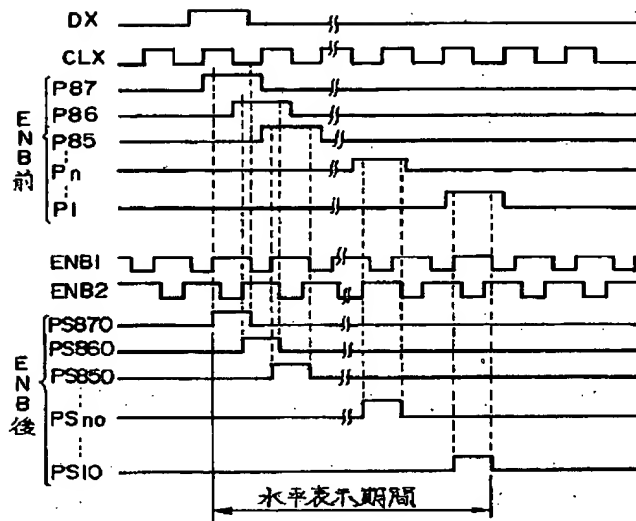 DX
CLX
P87
P86
P85
Pn
P1
ENB前
ENB1
ENB2
PS870
PS860
PS850
PSno
PS10
ENB後
水平表示期間